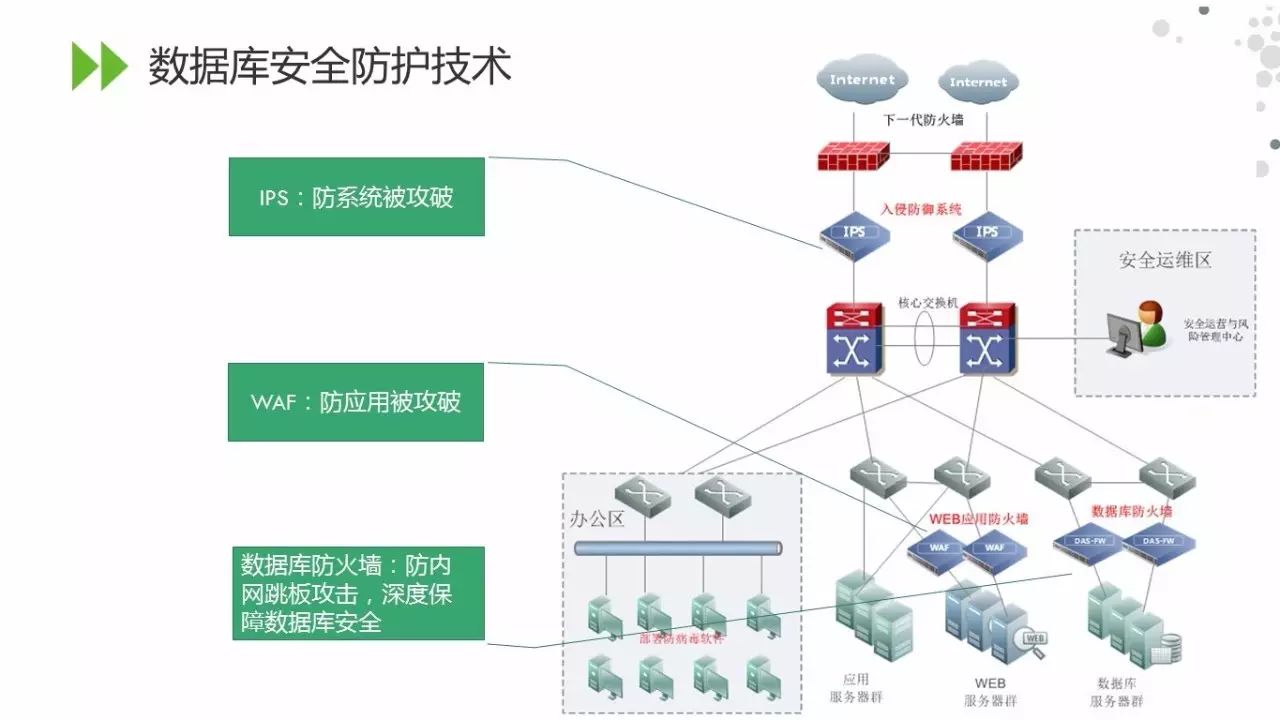 数据库安全防护技术
Internet
Internet
下一代防火墙
IPS：防系统被攻破
入侵防御系统
IPS
IPS
安全运维区
核心交换机
安全运营与风
险管理中心
WAF：防应用被攻破
办公区
WEB应用防火墙
数据库防火墙
WAF
WAF
DAS-FW
DAS-FW
数据库防火墙：防内
网跳板攻击，深度保
障数据库安全
部署防病毒软件
WEB
应用
服务器群
WEB
服务器群
数据库
服务器群